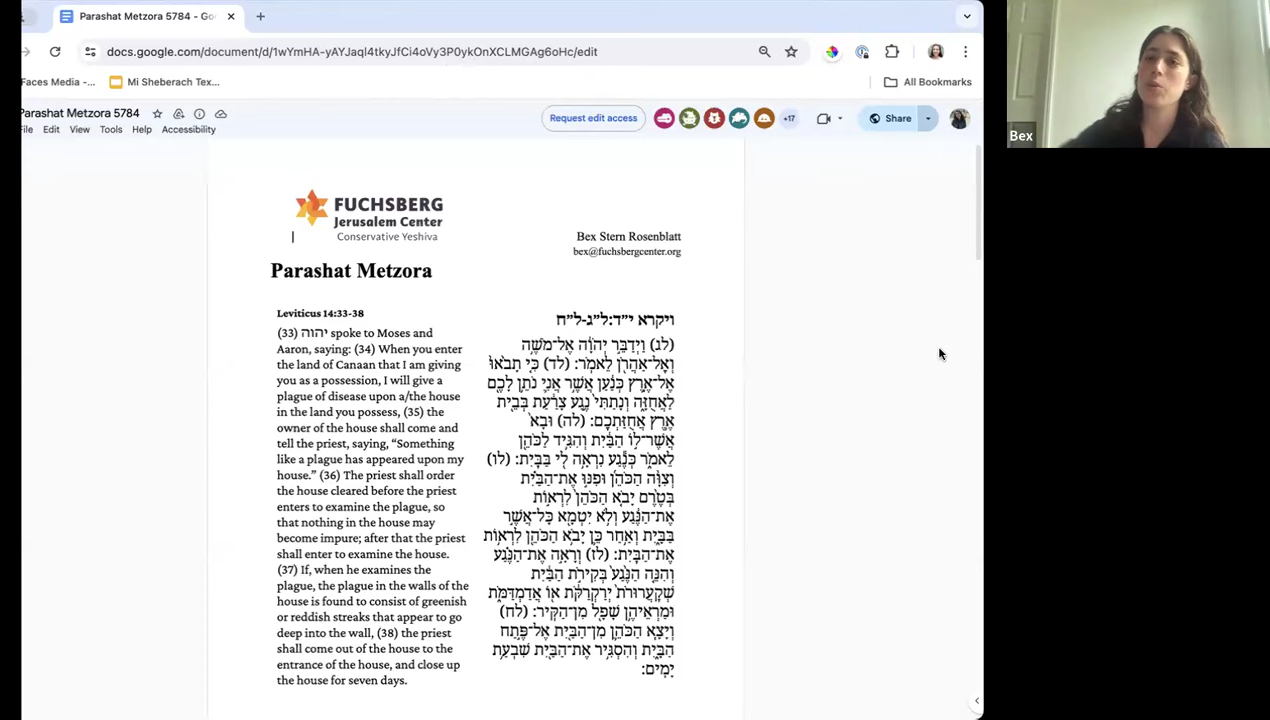 Parashat Metzora 5784 - Go
docs.google.com/document/d/1wYmHA-yAYJaql4tkyJfCi4oVy3P0ykOnXCLMGAg6oHc/edit
Faces Media -...
Mi Sheberach Tex...
All Bookmarks
Parashat Metzora 5784
File Edit View Tools Help Accessibility
Request edit access
+17
Share
Bex
FUCHSBERG
Jerusalem Center
Conservative Yeshiva
Bex Stern Rosenblatt
bex@fuchsbergcenter.org
Parashat Metzora
Leviticus 14:33-38
(33) יהוה spoke to Moses and
Aaron, saying: (34) When you enter
the land of Canaan that I am giving
you as a possession, I will give a
plague of disease upon a/the house
in the land you possess, (35) the
owner of the house shall come and
tell the priest, saying, “Something
like a plague has appeared upon my
house.” (36) The priest shall order
the house cleared before the priest
enters to examine the plague, so
that nothing in the house may
become impure; after that the priest
shall enter to examine the house.
(37) If, when he examines the
plague, the plague in the walls of the
house is found to consist of greenish
or reddish streaks that appear to go
deep into the wall, (38) the priest
shall come out of the house to the
entrance of the house, and close up
the house for seven days.
ויקרא י״ד:ל״ג-ל״ח
(לג) וַיְדַבֵּ֣ר יְהֹוָ֔ה אֶל־מֹשֶׁ֥ה
וְאֶֽל־אַהֲרֹ֖ן לֵאמֹֽר׃ (לד) כִּ֤י תָבֹ֙אוּ֙
אֶל־אֶ֣רֶץ כְּנַ֔עַן אֲשֶׁ֥ר אֲנִ֛י נֹתֵ֥ן לָכֶ֖ם
לַאֲחֻזָּ֑ה וְנָתַתִּי֙ נֶ֣גַע צָרַ֔עַת בְּבֵ֖ית
אֶ֥רֶץ אֲחֻזַּתְכֶֽם׃ (לה) וּבָא֙
אֲשֶׁר־ל֣וֹ הַבַּ֔יִת וְהִגִּ֥יד לַכֹּהֵ֖ן
לֵאמֹ֑ר כְּנֶ֕גַע נִרְאָ֥ה לִ֖י בַּבָּֽיִת׃ (לו)
וְצִוָּ֨ה הַכֹּהֵ֜ן וּפִנּ֣וּ אֶת־הַבַּ֗יִת
בְּטֶ֨רֶם יָבֹ֤א הַכֹּהֵן֙ לִרְא֣וֹת
אֶת־הַנֶּ֔גַע וְלֹ֥א יִטְמָ֖א כׇּל־אֲשֶׁ֣ר
בַּבָּ֑יִת וְאַ֥חַר כֵּ֛ן יָבֹ֥א הַכֹּהֵ֖ן לִרְא֥וֹת
אֶת־הַבָּֽיִת׃ (לז) וְרָאָ֣ה אֶת־הַנֶּ֗גַע
וְהִנֵּ֤ה הַנֶּ֙גַע֙ בְּקִירֹ֣ת הַבַּ֔יִת
שְׁקַֽעֲרוּרֹת֙ יְרַקְרַקֹּ֔ת א֖וֹ אֲדַמְדַּמֹּ֑ת
וּמַרְאֵיהֶ֥ן שָׁפָ֖ל מִן־הַקִּֽיר׃ (לח)
וְיָצָ֧א הַכֹּהֵ֛ן מִן־הַבַּ֖יִת אֶל־פֶּ֣תַח
הַבָּ֑יִת וְהִסְגִּ֥יר אֶת־הַבַּ֖יִת שִׁבְעַ֥ת
יָמִֽים׃